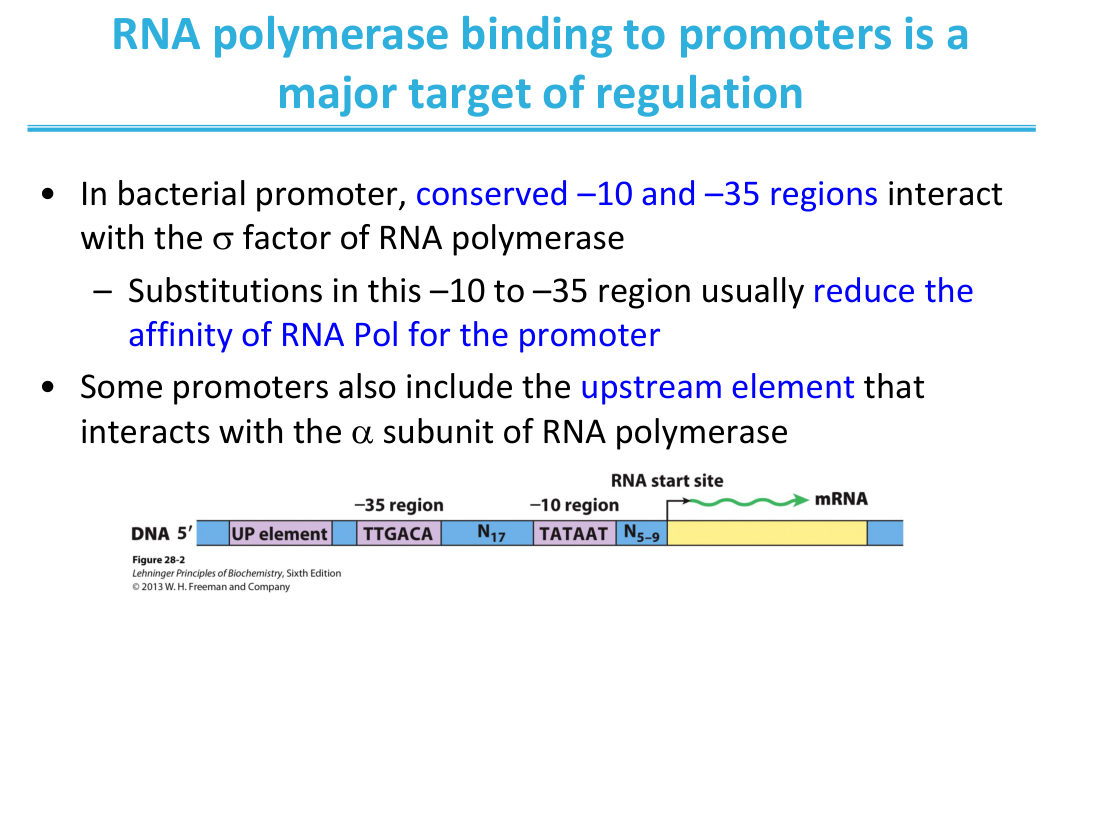 RNA polymerase binding to promoters is a
major target of regulation
• In bacterial promoter, conserved –10 and –35 regions interact
with the σ factor of RNA polymerase
– Substitutions in this –10 to –35 region usually reduce the
affinity of RNA Pol for the promoter
• Some promoters also include the upstream element that
interacts with the α subunit of RNA polymerase
RNA start site
–35 region –10 region mRNA
DNA 5′ UP element TTGACA N17 TATAAT N5–9
Figure 28-2
Lehninger Principles of Biochemistry, Sixth Edition
© 2013 W. H. Freeman and Company